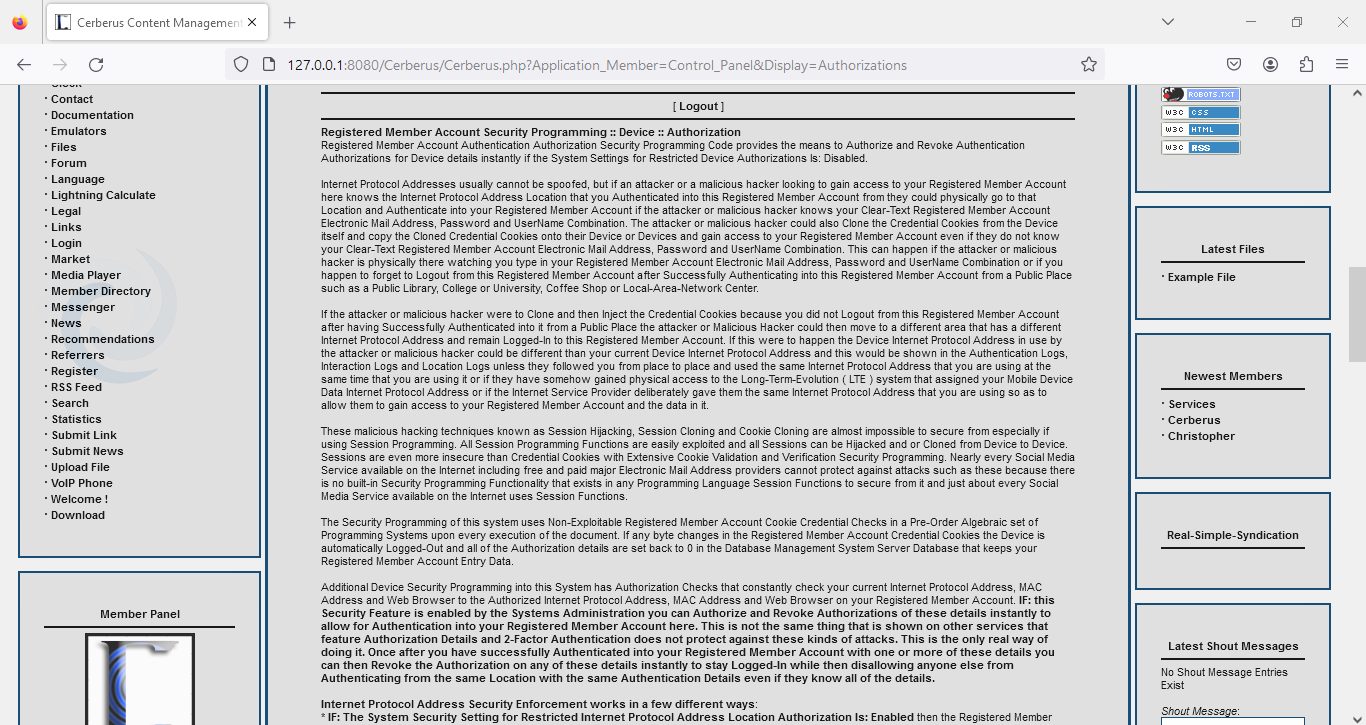 Cerberus Content Management
127.0.0.1:8080/Cerberus/Cerberus.php?Application_Member=Control_Panel&Display=Authorizations
· Clock
· Contact
· Documentation
· Emulators
· Files
· Forum
· Language
· Lightning Calculate
· Legal
· Links
· Login
· Market
· Media Player
· Member Directory
· Messenger
· News
· Recommendations
· Referrers
· Register
· RSS Feed
· Search
· Statistics
· Submit Link
· Submit News
· Upload File
· VoIP Phone
· Welcome !
· Download
Member Panel
[ Logout ]
Registered Member Account Security Programming :: Device :: Authorization
Registered Member Account Authentication Authorization Security Programming Code provides the means to Authorize and Revoke Authentication
Authorizations for Device details instantly if the System Settings for Restricted Device Authorizations Is: Disabled.
Internet Protocol Addresses usually cannot be spoofed, but if an attacker or a malicious hacker looking to gain access to your Registered Member Account
here knows the Internet Protocol Address Location that you Authenticated into this Registered Member Account from they could physically go to that
Location and Authenticate into your Registered Member Account if the attacker or malicious hacker knows your Clear-Text Registered Member Account
Electronic Mail Address, Password and UserName Combination. The attacker or malicious hacker could also Clone the Credential Cookies from the Device
itself and copy the Cloned Credential Cookies onto their Device or Devices and gain access to your Registered Member Account even if they do not know
your Clear-Text Registered Member Account Electronic Mail Address, Password and UserName Combination. This can happen if the attacker or malicious
hacker is physically there watching you type in your Registered Member Account Electronic Mail Address, Password and UserName Combination or if you
happen to forget to Logout from this Registered Member Account after Successfully Authenticating into this Registered Member Account from a Public Place
such as a Public Library, College or University, Coffee Shop or Local-Area-Network Center.
If the attacker or malicious hacker were to Clone and then Inject the Credential Cookies because you did not Logout from this Registered Member Account
after having Successfully Authenticated into it from a Public Place the attacker or Malicious Hacker could then move to a different area that has a different
Internet Protocol Address and remain Logged-In to this Registered Member Account. If this were to happen the Device Internet Protocol Address in use by
the attacker or malicious hacker could be different than your current Device Internet Protocol Address and this would be shown in the Authentication Logs,
Interaction Logs and Location Logs unless they followed you from place to place and used the same Internet Protocol Address that you are using at the
same time that you are using it or if they have somehow gained physical access to the Long-Term-Evolution ( LTE ) system that assigned your Mobile Device
Data Internet Protocol Address or if the Internet Service Provider deliberately gave them the same Internet Protocol Address that you are using so as to
allow them to gain access to your Registered Member Account and the data in it.
These malicious hacking techniques known as Session Hijacking, Session Cloning and Cookie Cloning are almost impossible to secure from especially if
using Session Programming. All Session Programming Functions are easily exploited and all Sessions can be Hijacked and or Cloned from Device to Device.
Sessions are even more insecure than Credential Cookies with Extensive Cookie Validation and Verification Security Programming. Nearly every Social Media
Service available on the Internet including free and paid major Electronic Mail Address providers cannot protect against attacks such as these because there
is no built-in Security Programming Functionality that exists in any Programming Language Session Functions to secure from it and just about every Social
Media Service available on the Internet uses Session Functions.
The Security Programming of this system uses Non-Exploitable Registered Member Account Cookie Credential Checks in a Pre-Order Algebraic set of
Programming Systems upon every execution of the document. If any byte changes in the Registered Member Account Credential Cookies the Device is
automatically Logged-Out and all of the Authorization details are set back to 0 in the Database Management System Server Database that keeps your
Registered Member Account Entry Data.
Additional Device Security Programming into this System has Authorization Checks that constantly check your current Internet Protocol Address, MAC
Address and Web Browser to the Authorized Internet Protocol Address, MAC Address and Web Browser on your Registered Member Account. IF: this
Security Feature is enabled by the Systems Administration you can Authorize and Revoke Authorizations of these details instantly to
allow for Authentication into your Registered Member Account here. This is not the same thing that is shown on other services that
feature Authorization Details and 2-Factor Authentication does not protect against these kinds of attacks. This is the only real way of
doing it. Once after you have successfully Authenticated into your Registered Member Account with one or more of these details you
can then Revoke the Authorization on any of these details instantly to stay Logged-In while then disallowing anyone else from
Authenticating from the same Location with the same Authentication Details even if they know all of the details.
Internet Protocol Address Security Enforcement works in a few different ways:
* IF: The System Security Setting for Restricted Internet Protocol Address Location Authorization Is: Enabled then the Registered Member
ROBOTS.TXT
W3C CSS
W3C HTML
W3C RSS
Latest Files
· Example File
Newest Members
· Services
· Cerberus
· Christopher
Real-Simple-Syndication
Latest Shout Messages
No Shout Message Entries
Exist
Shout Message: